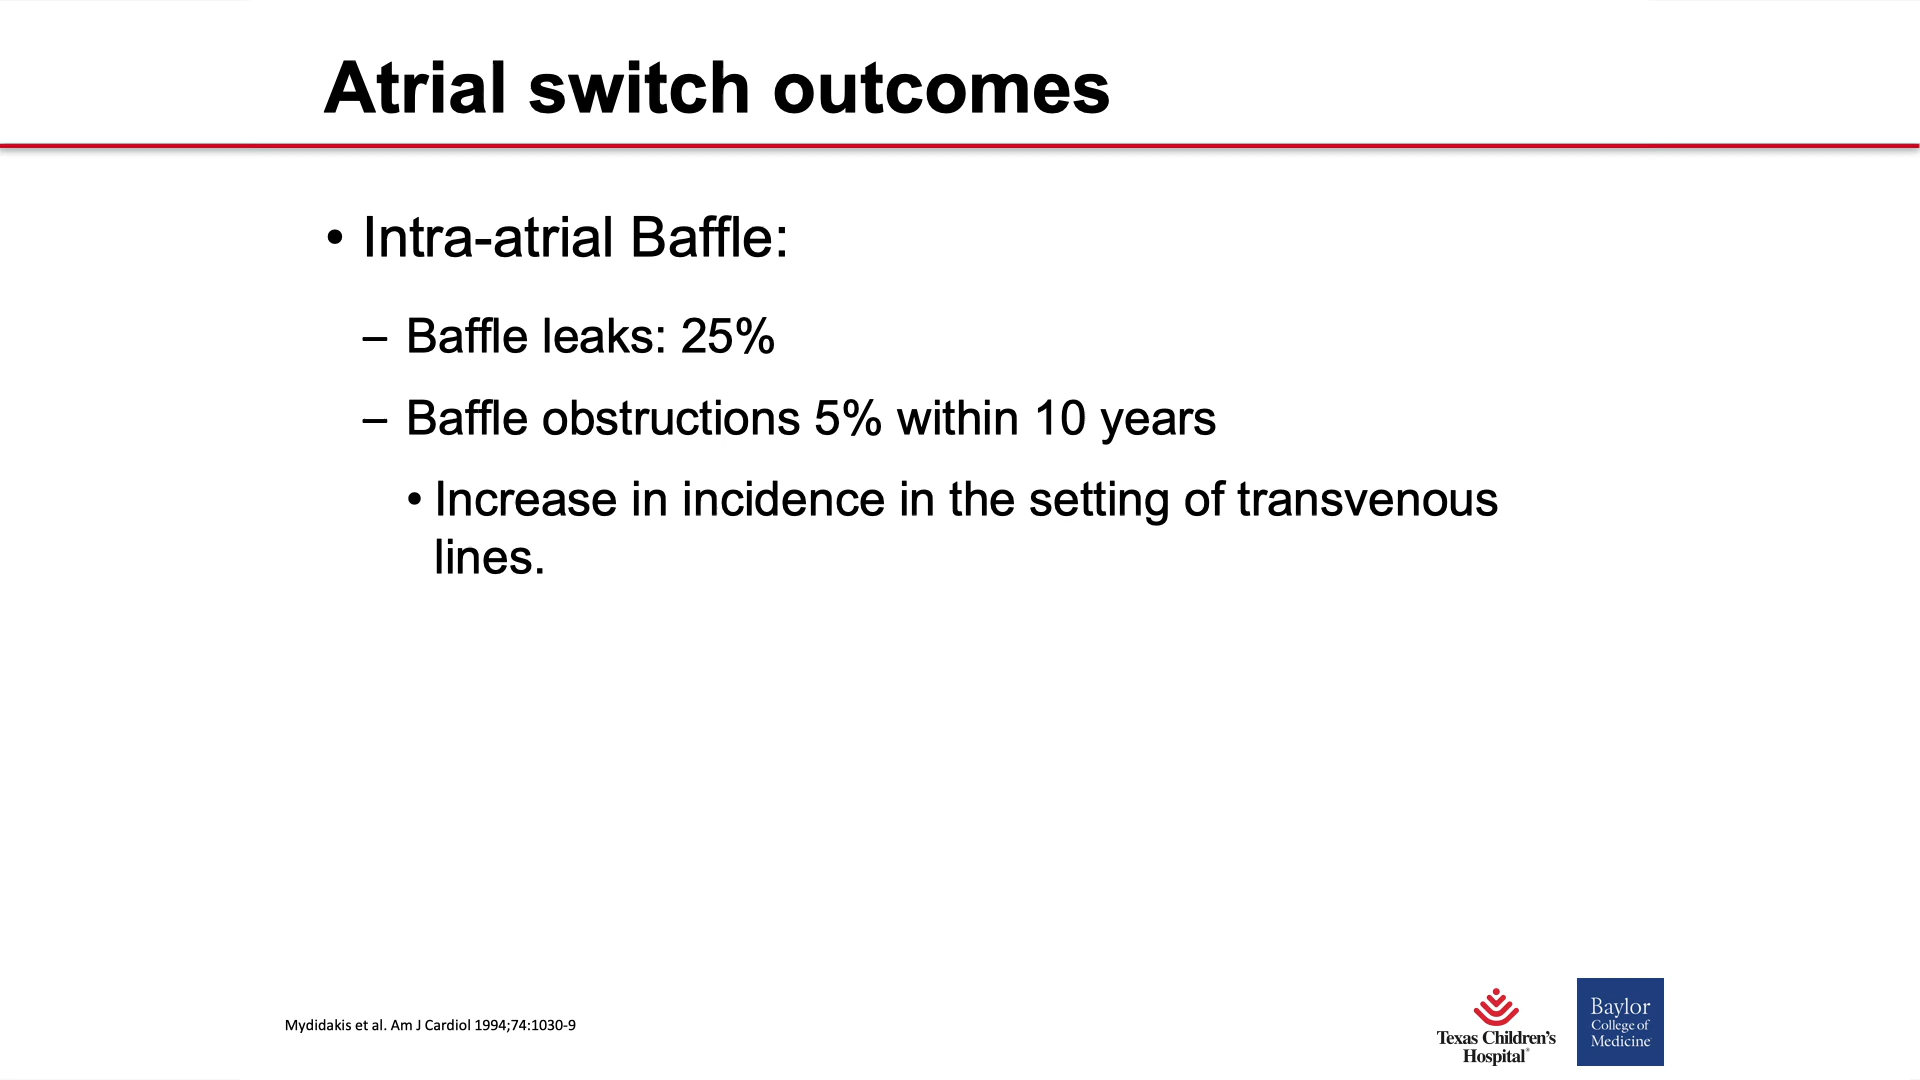 Atrial switch outcomes
• Intra-atrial Baffle:
– Baffle leaks: 25%
– Baffle obstructions 5% within 10 years
• Increase in incidence in the setting of transvenous
lines.
Mydidakis et al. Am J Cardiol 1994;74:1030-9
Texas Children's
Hospital®
Baylor
College of
Medicine